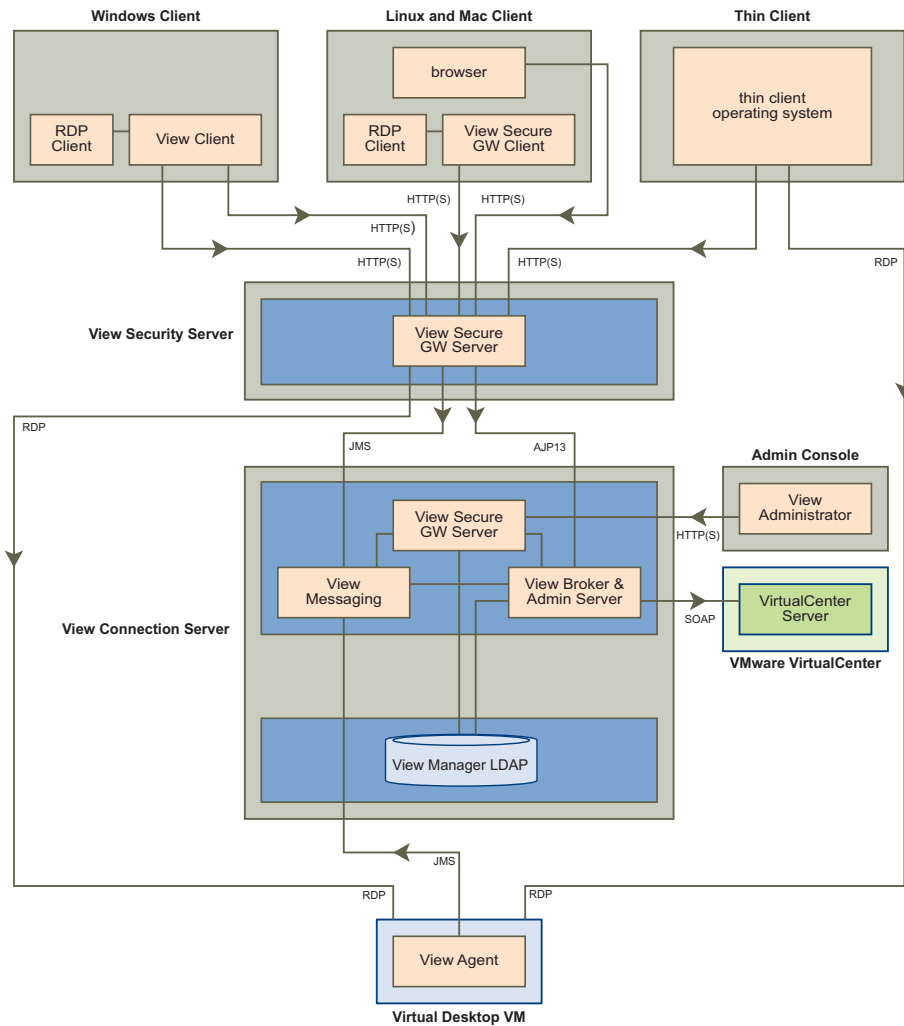 Windows Client
Linux and Mac Client
Thin Client
browser
thin client
operating system
RDP
Client
View Client
RDP
Client
View Secure
GW Client
HTTP(S)
HTTP(S)
HTTP(S)
HTTP(S)
HTTP(S)
RDP
View Security Server
View Secure
GW Server
RDP
JMS
AJP13
Admin Console
View
Administrator
HTTP(S)
View Secure
GW Server
View
Messaging
View Broker &
Admin Server
SOAP
VirtualCenter
Server
VMware VirtualCenter
View Connection Server
View Manager LDAP
JMS
RDP
RDP
View Agent
Virtual Desktop VM